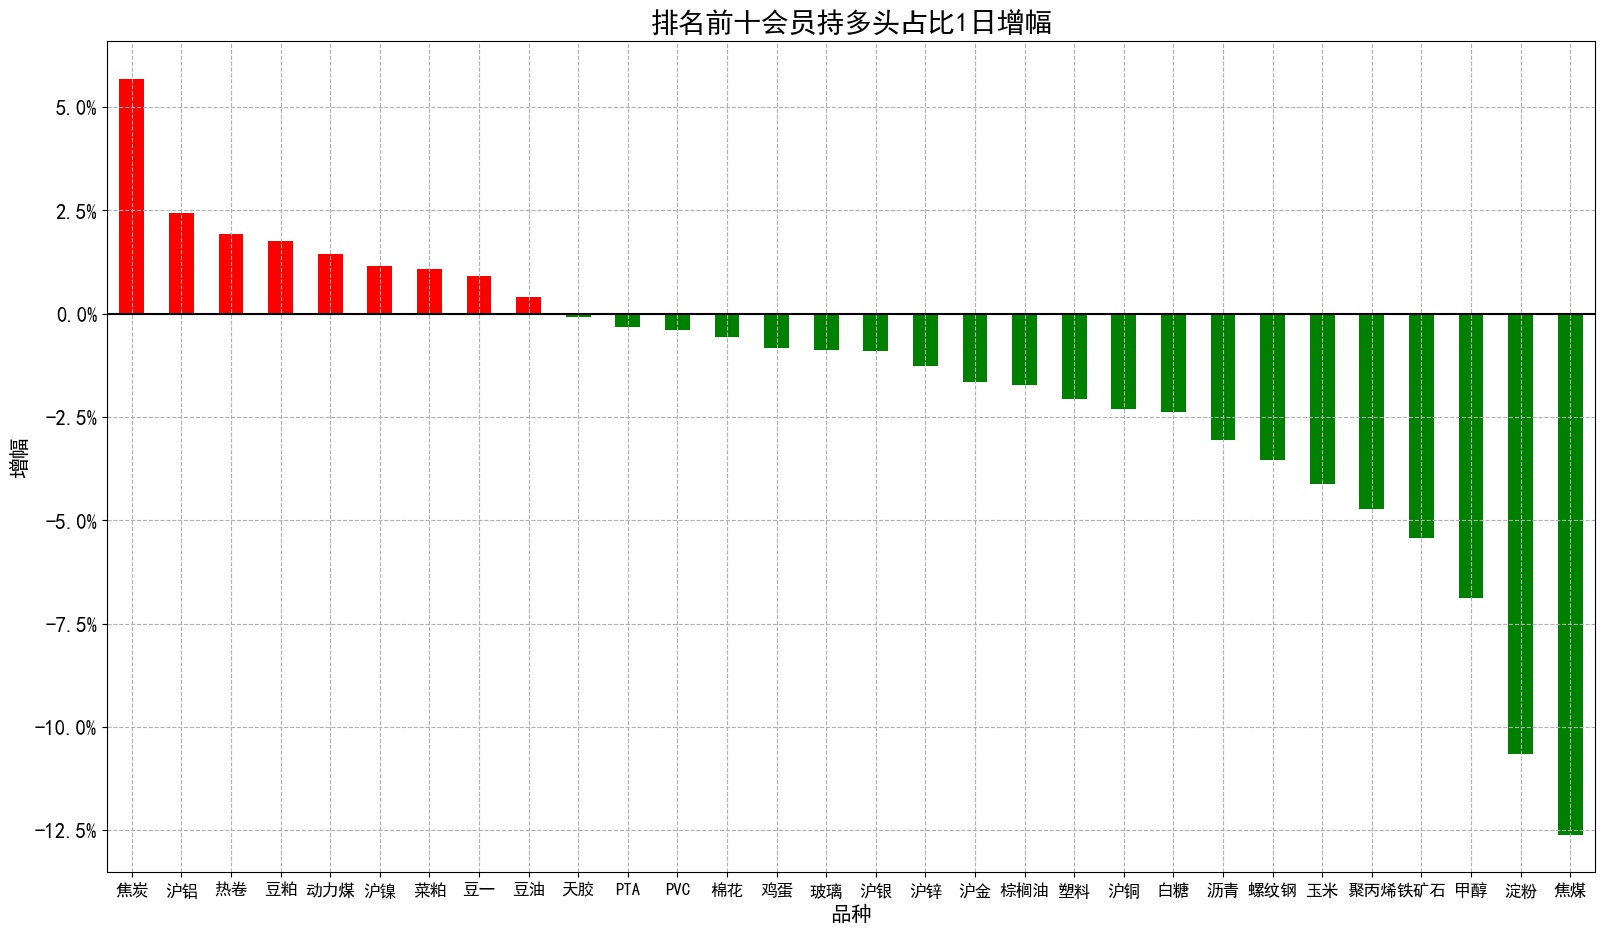 排名前十会员持多头占比1日增幅
5.0%
2.5%
0.0%
−2.5%
−5.0%
−7.5%
−10.0%
−12.5%
增幅
焦炭 沪铝 热卷 豆粕 动力煤 沪镍 菜粕 豆一 豆油 天胶 PTA PVC 棉花 鸡蛋 玻璃 沪银 沪锌 沪金 棕榈油 塑料 沪铜 白糖 沥青 螺纹钢 玉米 聚丙烯 铁矿石 甲醇 淀粉 焦煤
品种